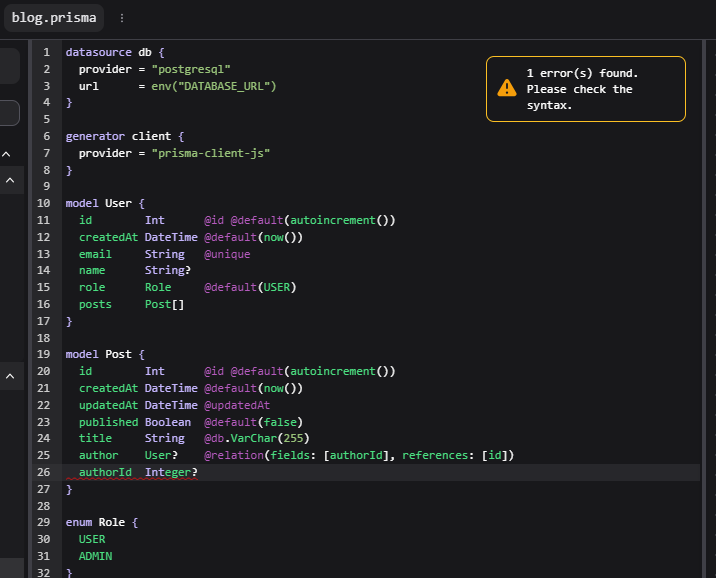 blog.prisma
1 datasource db {
2   provider = "postgresql"
3   url      = env("DATABASE_URL")
4 }
5
6 generator client {
7   provider = "prisma-client-js"
8 }
9
10 model User {
11   id        Int      @id @default(autoincrement())
12   createdAt DateTime @default(now())
13   email     String   @unique
14   name      String?
15   role      Role     @default(USER)
16   posts     Post[]
17 }
18
19 model Post {
20   id        Int      @id @default(autoincrement())
21   createdAt DateTime @default(now())
22   updatedAt DateTime @updatedAt
23   published Boolean  @default(false)
24   title     String   @db.VarChar(255)
25   author    User?    @relation(fields: [authorId], references: [id])
26   authorId  Integer?
27 }
28
29 enum Role {
30   USER
31   ADMIN
32 }
1 error(s) found.
Please check the
syntax.